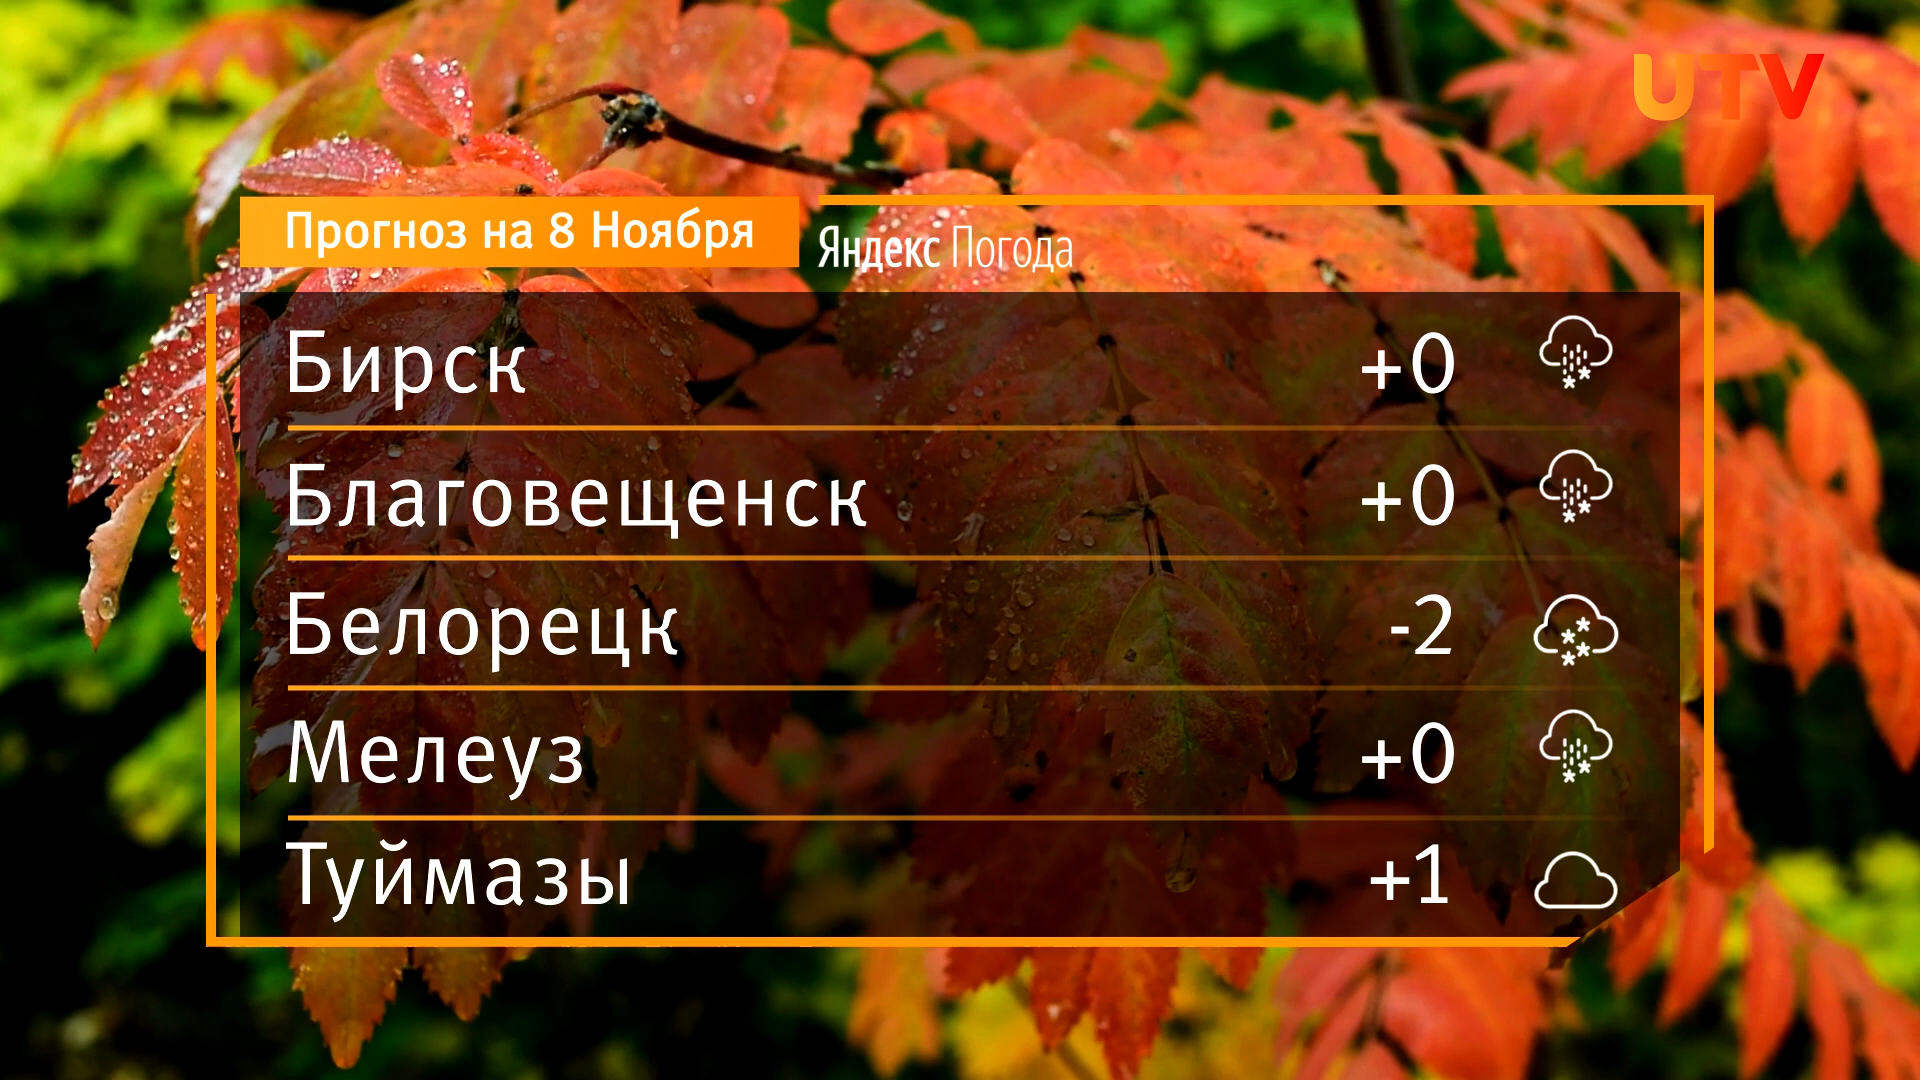 UTV
Прогноз на 8 Ноября
Яндекс Погода
Бирск +0
Благовещенск +0
Белорецк -2
Мелеуз +0
Туймазы +1